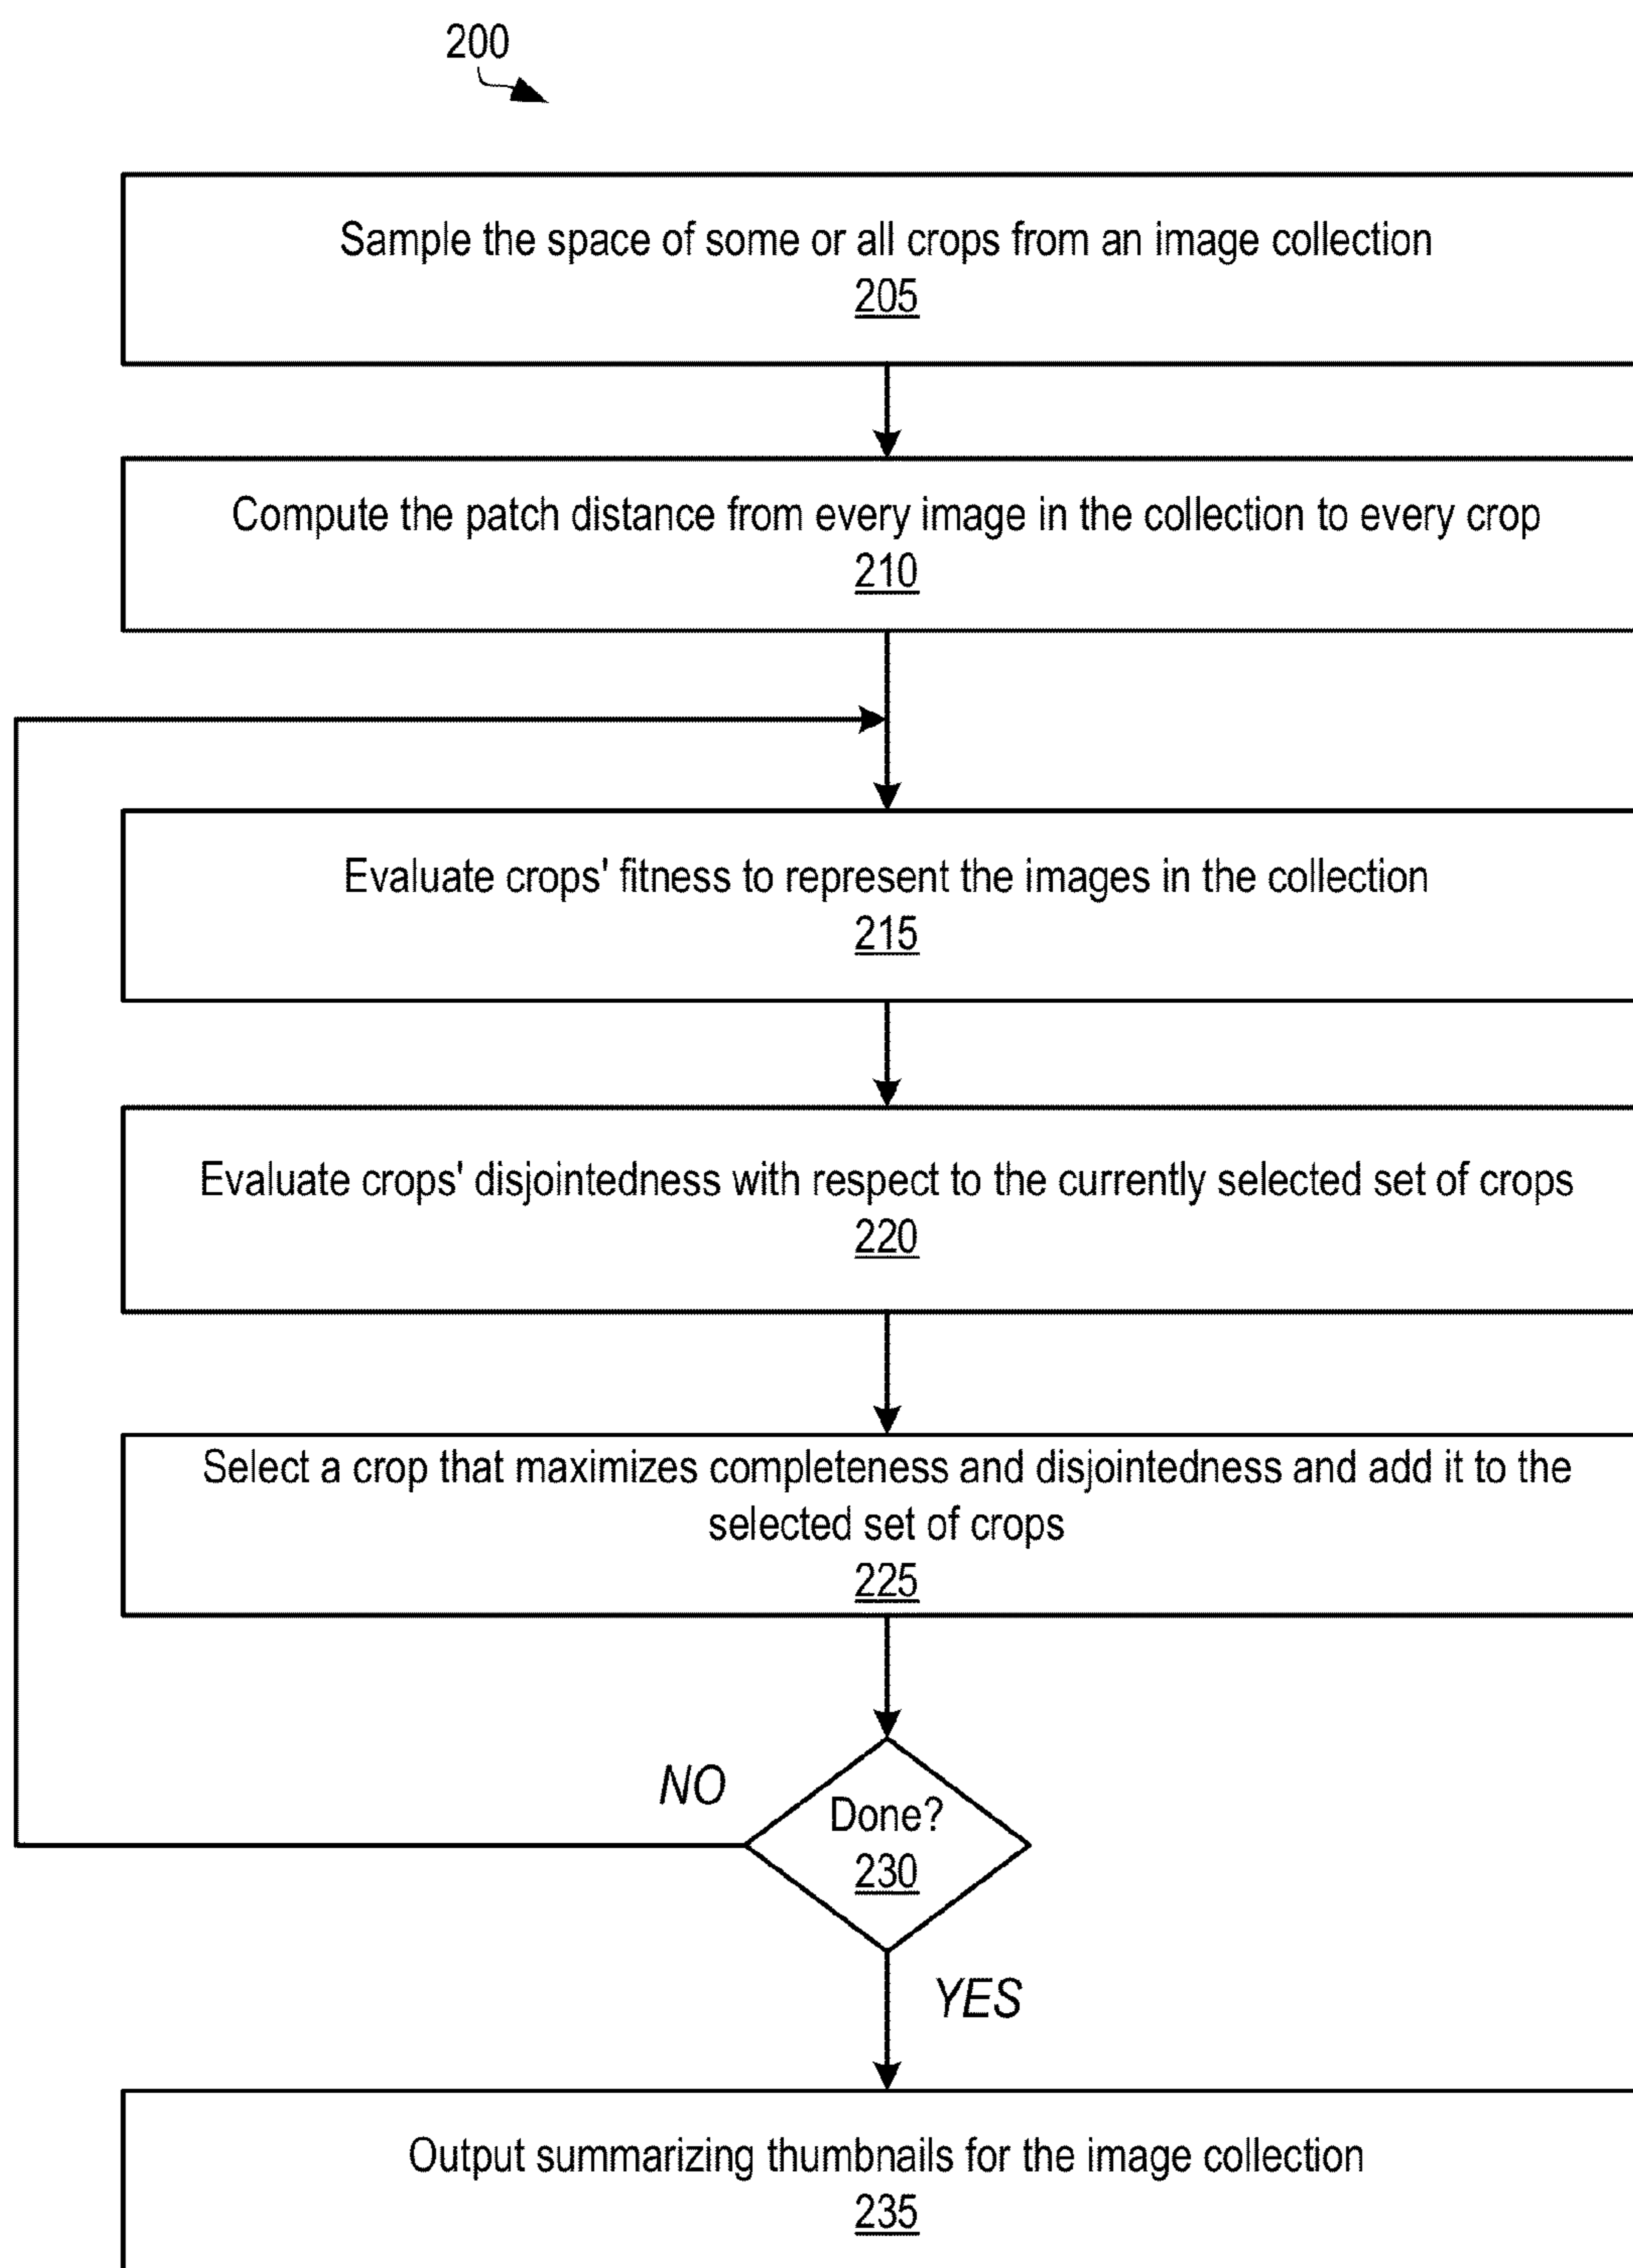 200
Sample the space of some or all crops from an image collection
205
Compute the patch distance from every image in the collection to every crop
210
Evaluate crops' fitness to represent the images in the collection
215
Evaluate crops' disjointedness with respect to the currently selected set of crops
220
Select a crop that maximizes completeness and disjointedness and add it to the
selected set of crops
225
NO
Done?
230
YES
Output summarizing thumbnails for the image collection
235